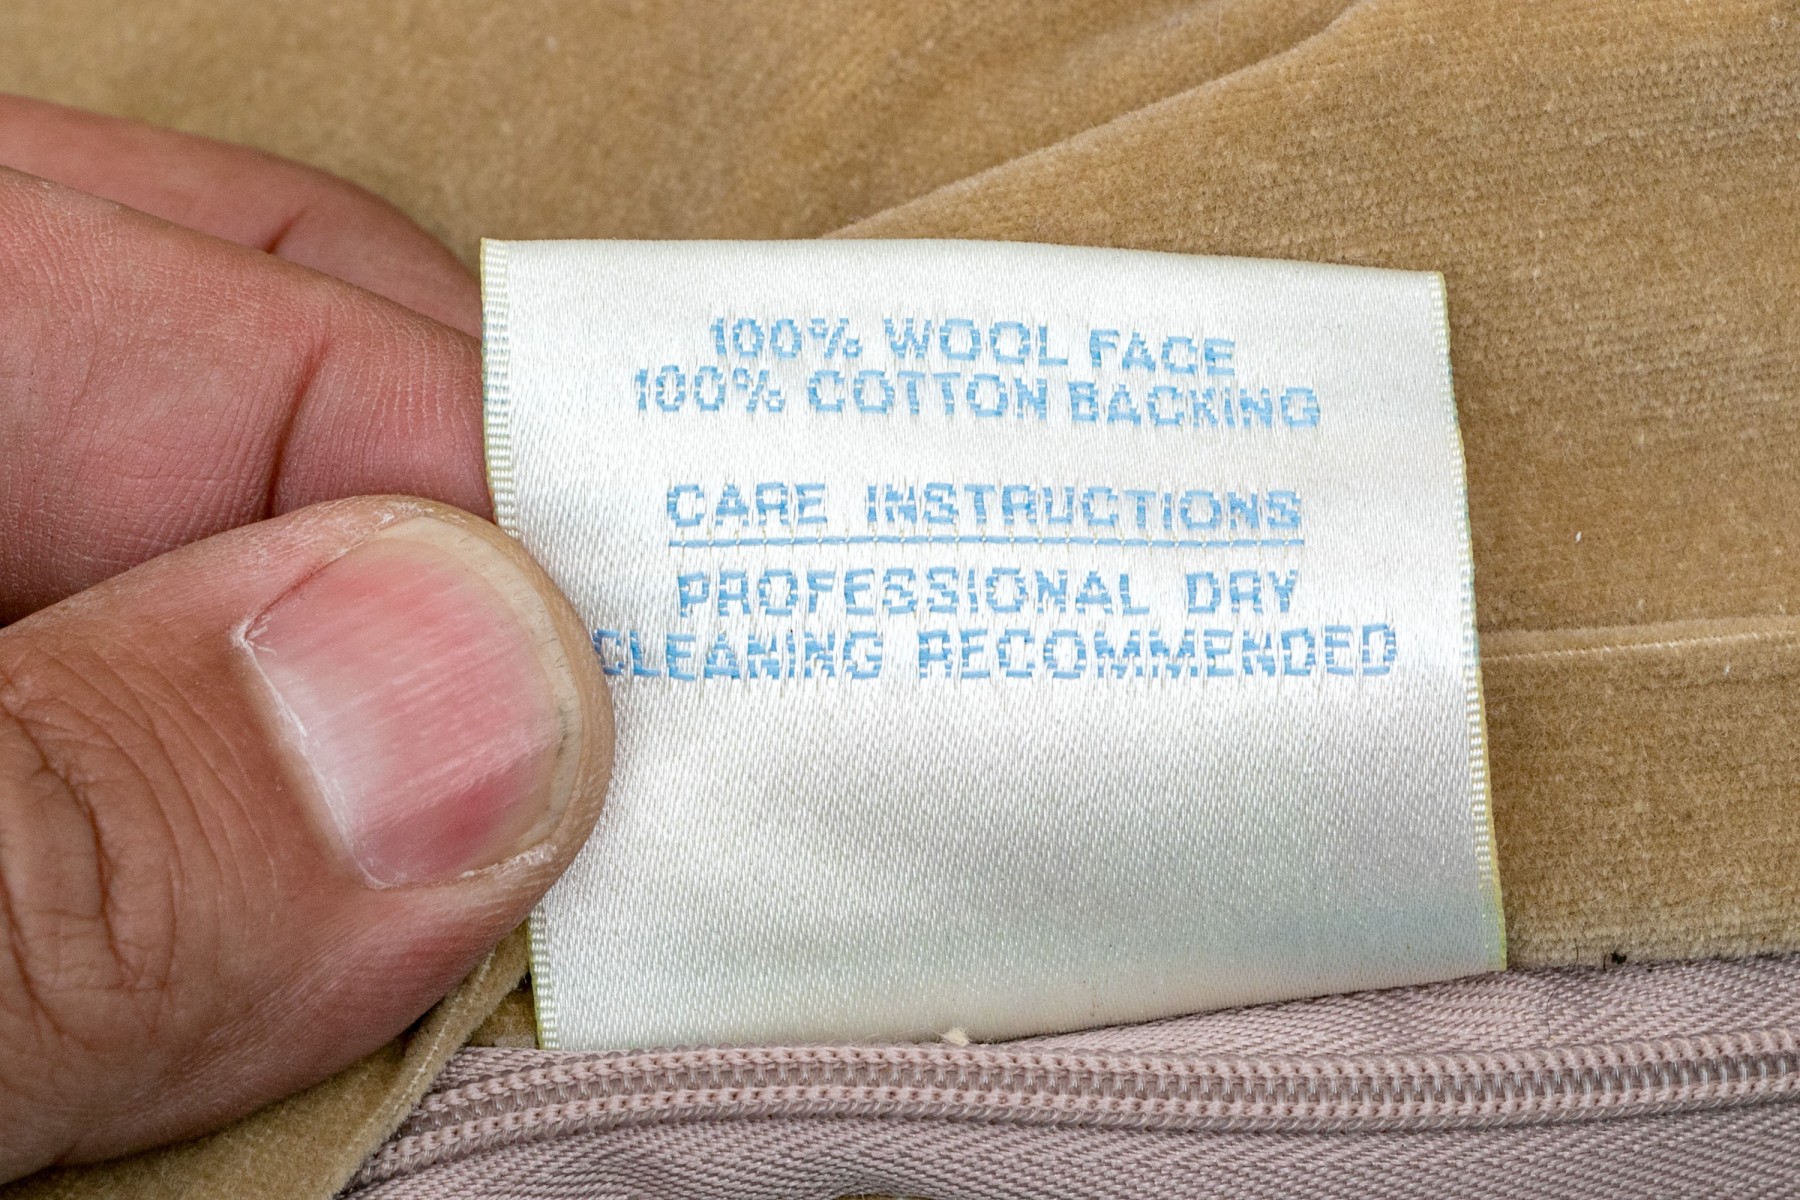 100% WOOL FACE
100% COTTON BACKING
CARE INSTRUCTIONS
PROFESSIONAL DRY
CLEANING RECOMMENDED